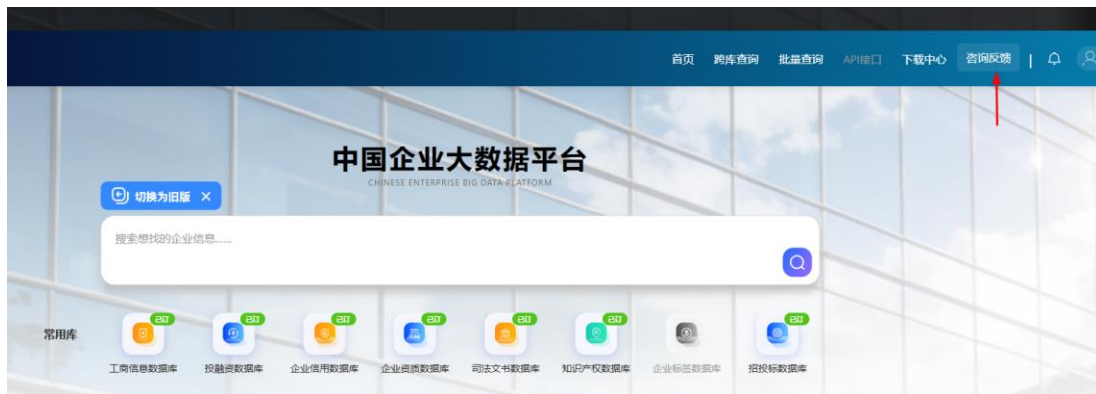 首页 跨库查询 批量查询 API接口 下载中心 咨询反馈
中国企业大数据平台
CHINESE ENTERPRISE BIG DATA PLATFORM
切换为旧版
搜索想找的企业信息......
已订 已订 已订 已订 已订 已订 已订
常用库
工商信息数据库 投融资数据库 企业信用数据库 企业资质数据库 司法文书数据库 知识产权数据库 企业标签数据库 招投标数据库